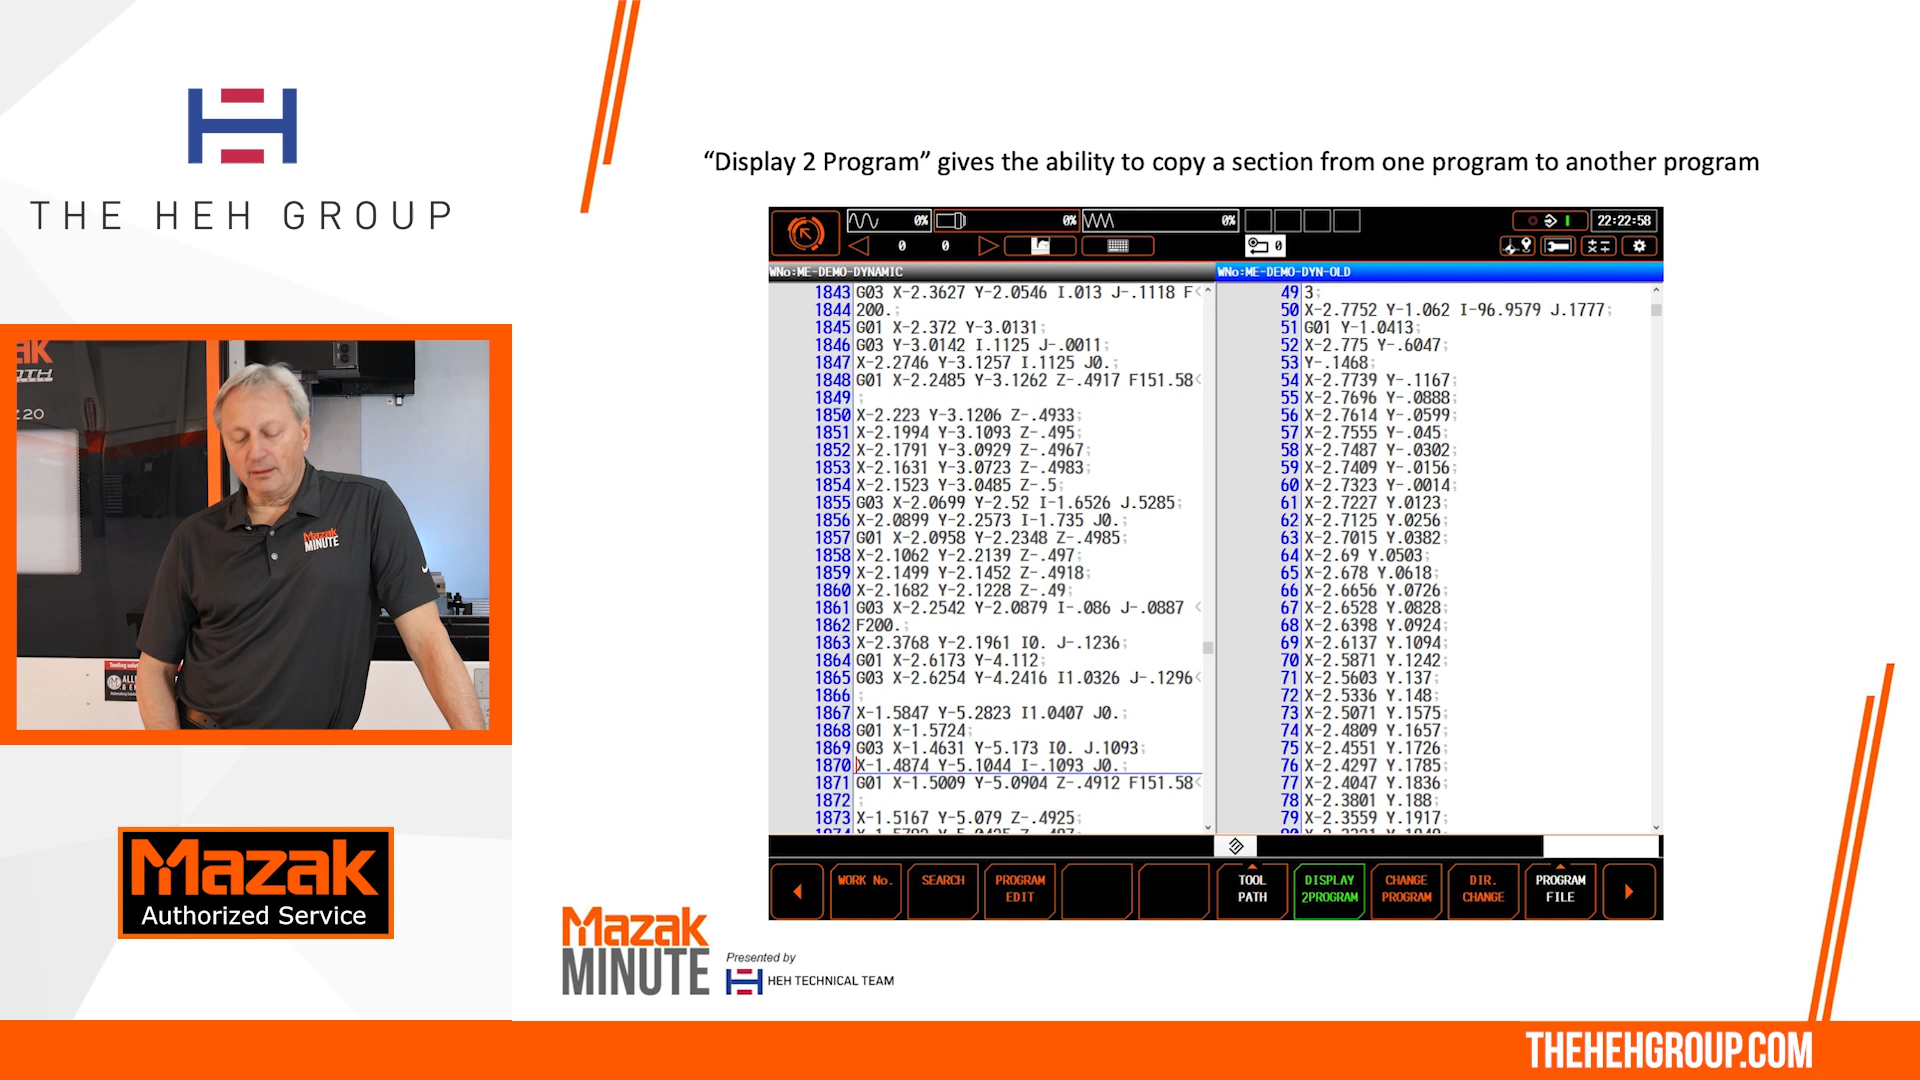 THE HEH GROUP
“Display 2 Program” gives the ability to copy a section from one program to another program
0% 0% 0% 22:22:58
0 0 0
WNo:ME-DEMO-DYNAMIC
1843 G03 X-2.3627 Y-2.0546 I.013 J-.1118 F<
1844 200.;
1845 G01 X-2.372 Y-3.0131;
1846 G03 Y-3.0142 I.1125 J-.0011;
1847 X-2.2746 Y-3.1257 I.1125 J0.;
1848 G01 X-2.2485 Y-3.1262 Z-.4917 F151.58<
1849 ;
1850 X-2.223 Y-3.1206 Z-.4933;
1851 X-2.1994 Y-3.1093 Z-.495;
1852 X-2.1791 Y-3.0929 Z-.4967;
1853 X-2.1631 Y-3.0723 Z-.4983;
1854 X-2.1523 Y-3.0485 Z-.5;
1855 G03 X-2.0699 Y-2.52 I-1.6526 J.5285;
1856 X-2.0899 Y-2.2573 I-1.735 J0.;
1857 G01 X-2.0958 Y-2.2348 Z-.4985;
1858 X-2.1062 Y-2.2139 Z-.497;
1859 X-2.1499 Y-2.1452 Z-.4918;
1860 X-2.1682 Y-2.1228 Z-.49;
1861 G03 X-2.2542 Y-2.0879 I-.086 J-.0887 <
1862 F200.;
1863 X-2.3768 Y-2.1961 I0. J-.1236;
1864 G01 X-2.6173 Y-4.112;
1865 G03 X-2.6254 Y-4.2416 I1.0326 J-.1296<
1866 ;
1867 X-1.5847 Y-5.2823 I1.0407 J0.;
1868 G01 X-1.5724;
1869 G03 X-1.4631 Y-5.173 I0. J.1093;
1870 X-1.4874 Y-5.1044 I-.1093 J0.;
1871 G01 X-1.5009 Y-5.0904 Z-.4912 F151.58<
1872 ;
1873 X-1.5167 Y-5.079 Z-.4925;
WNo:ME-DEMO-DYN-OLD
49 3;
50 X-2.7752 Y-1.062 I-96.9579 J.1777;
51 G01 Y-1.0413;
52 X-2.775 Y-.6047;
53 Y-.1468;
54 X-2.7739 Y-.1167;
55 X-2.7696 Y-.0888;
56 X-2.7614 Y-.0599;
57 X-2.7555 Y-.045;
58 X-2.7487 Y-.0302;
59 X-2.7409 Y-.0156;
60 X-2.7323 Y-.0014;
61 X-2.7227 Y.0123;
62 X-2.7125 Y.0256;
63 X-2.7015 Y.0382;
64 X-2.69 Y.0503;
65 X-2.678 Y.0618;
66 X-2.6656 Y.0726;
67 X-2.6528 Y.0828;
68 X-2.6398 Y.0924;
69 X-2.6137 Y.1094;
70 X-2.5871 Y.1242;
71 X-2.5603 Y.137;
72 X-2.5336 Y.148;
73 X-2.5071 Y.1575;
74 X-2.4809 Y.1657;
75 X-2.4551 Y.1726;
76 X-2.4297 Y.1785;
77 X-2.4047 Y.1836;
78 X-2.3801 Y.188;
79 X-2.3559 Y.1917;
WORK No.
SEARCH
PROGRAM
EDIT
TOOL
PATH
DISPLAY
2PROGRAM
CHANGE
PROGRAM
DIR.
CHANGE
PROGRAM
FILE
Mazak
MINUTE
Mazak
Authorized Service
Mazak
MINUTE
Presented by
HEH TECHNICAL TEAM
THEHEHGROUP.COM